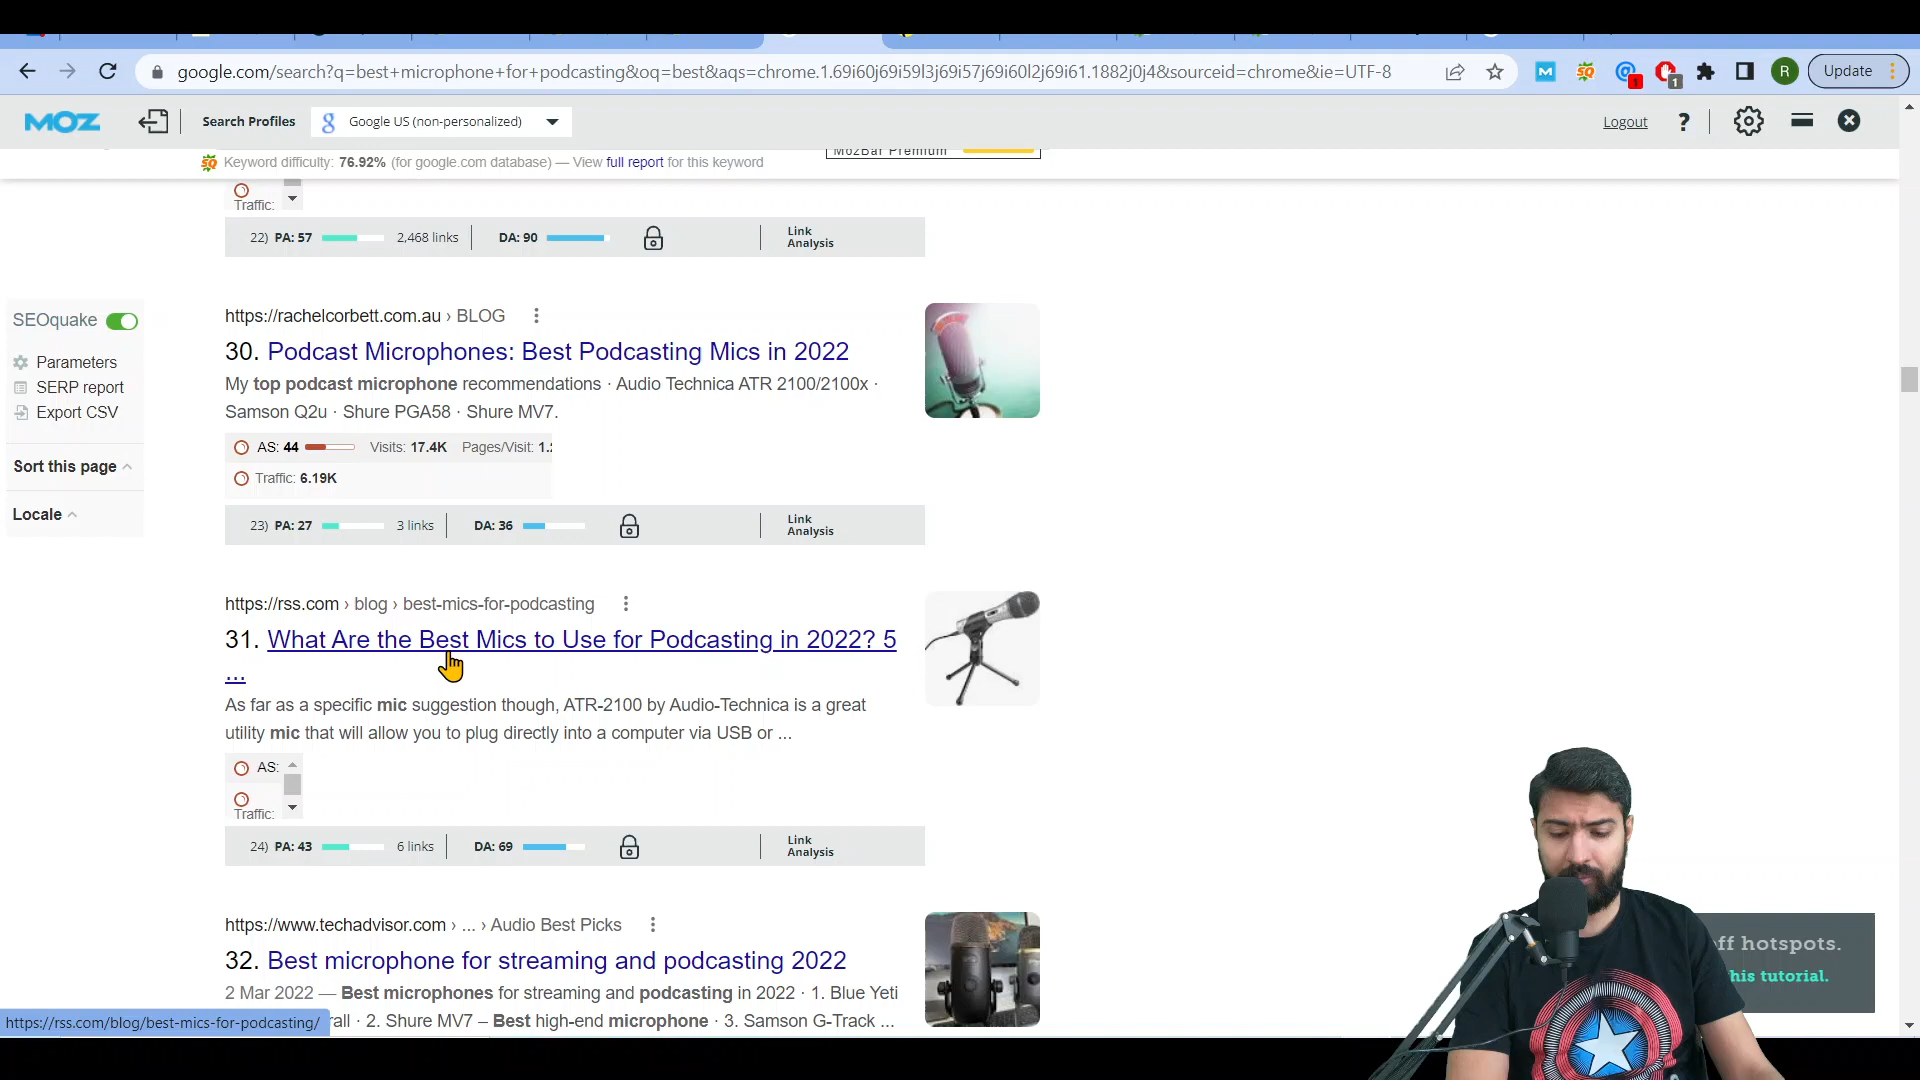 google.com/search?q=best+microphone+for+podcasting&oq=best&aqs=chrome.1.69i60j69i59l3j69i57j69i60l2j69i61.1882j0j4&sourceid=chrome&ie=UTF-8
M
1
1
R
Update
MOZ
Search Profiles
Google US (non-personalized)
Logout
?
Keyword difficulty: 76.92% (for google.com database) — View full report for this keyword
MozBar Premium
Traffic:
22) PA: 57
2,468 links
DA: 90
Link
Analysis
SEOquake
Parameters
SERP report
Export CSV
Sort this page
Locale
https://rachelcorbett.com.au › BLOG
30. Podcast Microphones: Best Podcasting Mics in 2022
My top podcast microphone recommendations · Audio Technica ATR 2100/2100x ·
Samson Q2u · Shure PGA58 · Shure MV7.
AS: 44
Visits: 17.4K
Pages/Visit:
Traffic: 6.19K
23) PA: 27
3 links
DA: 36
Link
Analysis
https://rss.com › blog › best-mics-for-podcasting
31. What Are the Best Mics to Use for Podcasting in 2022? 5
...
As far as a specific mic suggestion though, ATR-2100 by Audio-Technica is a great
utility mic that will allow you to plug directly into a computer via USB or ...
AS:
Traffic:
24) PA: 43
6 links
DA: 69
Link
Analysis
https://www.techadvisor.com › ... › Audio Best Picks
32. Best microphone for streaming and podcasting 2022
2 Mar 2022 — Best microphones for streaming and podcasting in 2022 · 1. Blue Yeti
rall · 2. Shure MV7 – Best high-end microphone · 3. Samson G-Track ...
https://rss.com/blog/best-mics-for-podcasting/
ff hotspots.
his tutorial.